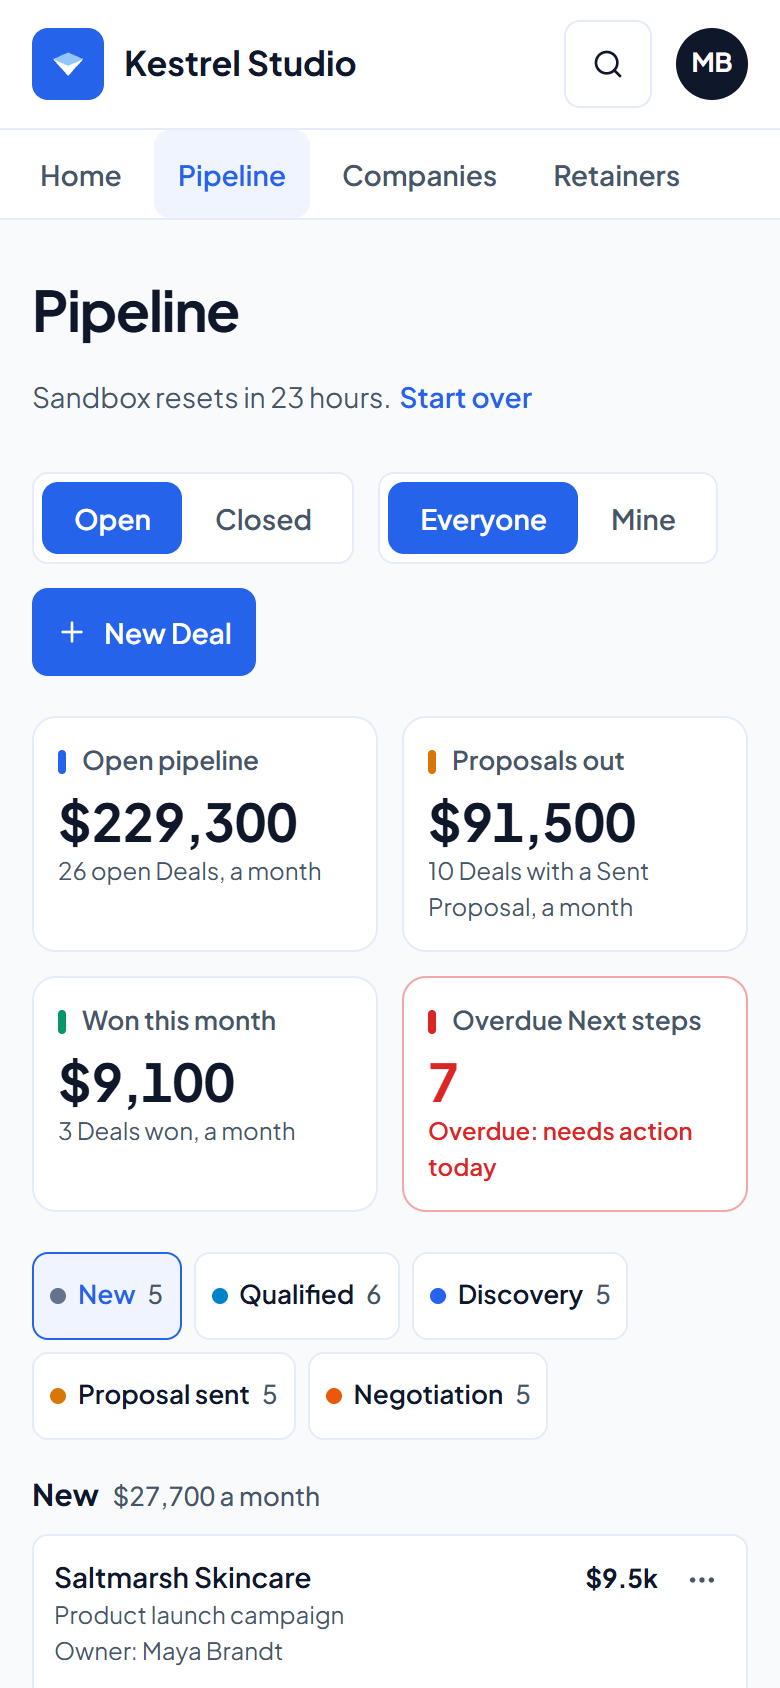 Kestrel Studio
MB
Home Pipeline Companies Retainers
Pipeline
Sandbox resets in 23 hours. Start over
Open Closed Everyone Mine
New Deal
Open pipeline
$229,300
26 open Deals, a month
Proposals out
$91,500
10 Deals with a Sent
Proposal, a month
Won this month
$9,100
3 Deals won, a month
Overdue Next steps
7
Overdue: needs action
today
New 5 Qualified 6 Discovery 5
Proposal sent 5 Negotiation 5
New $27,700 a month
Saltmarsh Skincare $9.5k
Product launch campaign
Owner: Maya Brandt